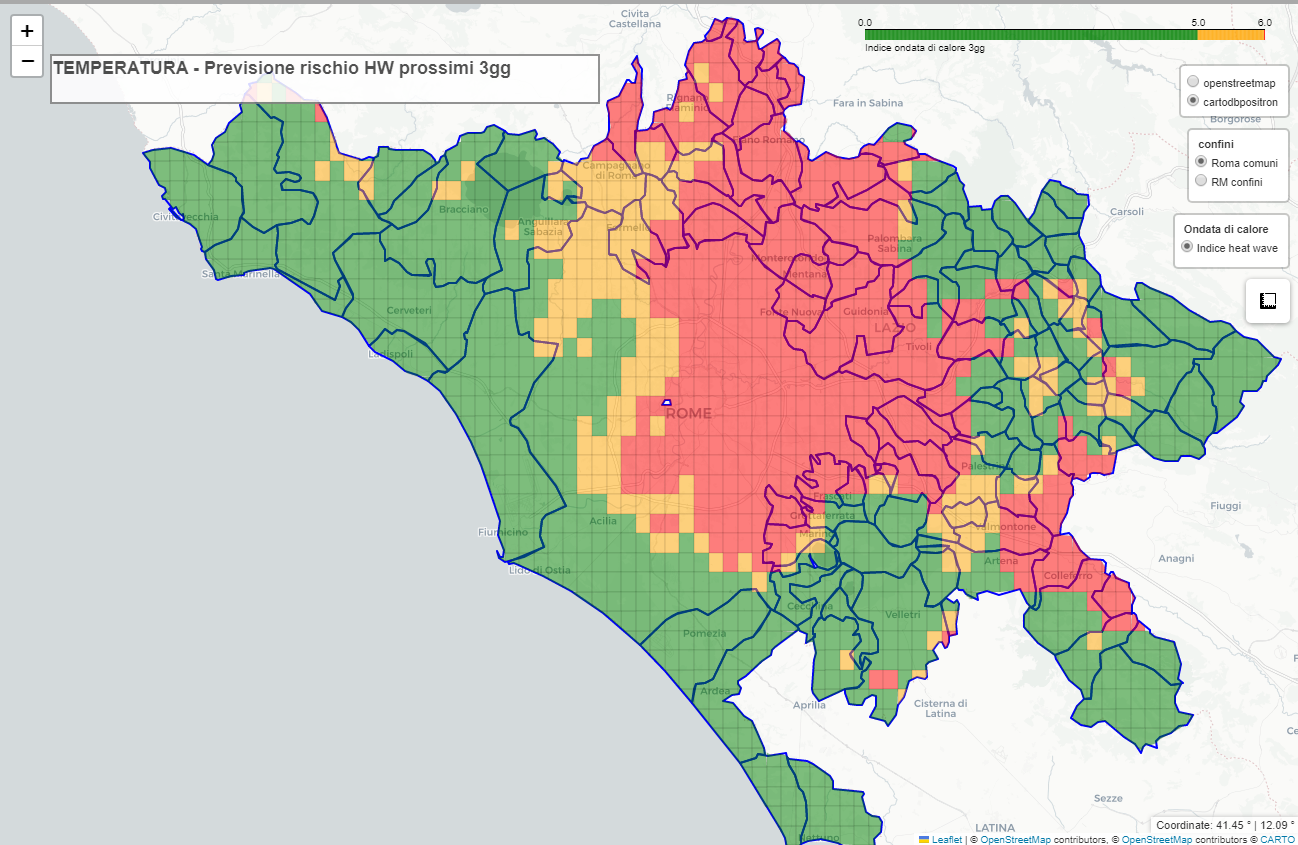 Civita
Castellana
+
−
TEMPERATURA - Previsione rischio HW prossimi 3gg
0.0
5.0
6.0
Indice ondata di calore 3gg
openstreetmap
cartodbpositron
Borgorose
confini
Roma comuni
RM confini
Ondata di calore
Indice heat wave
Fara in Sabina
Fiano Romano
Campagnano
di Roma
Carsoli
Bracciano
Anguillara
Sabazia
Formello
Palombara
Sabina
Santa Marinella
Monterotondo
Mentana
Cerveteri
Fonte Nuova
Guidonia
LAZIO
Tivoli
Ladispoli
ROME
Palestrina
Frascati
Grottaferrata
Marino
Valmontone
Fiuggi
Acilia
Fiumicino
Lido di Ostia
Artena
Anagni
Colleferro
Cecchina
Velletri
Pomezia
Ardea
Aprilia
Cisterna di
Latina
Sezze
LATINA
Nettuno
Coordinate: 41.45 ° | 12.09 °
Leaflet | © OpenStreetMap contributors, © OpenStreetMap contributors © CARTO